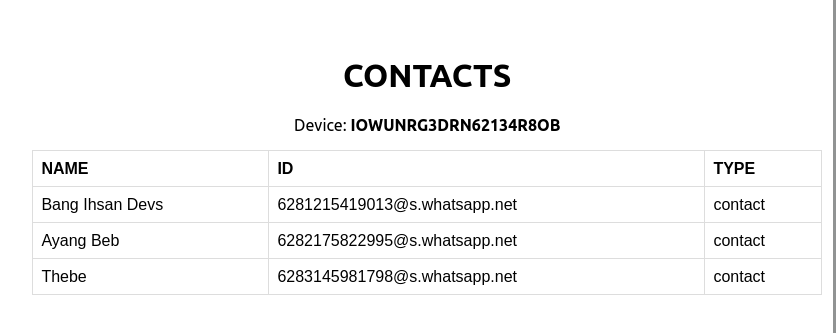 CONTACTS
Device: IOWUNRG3DRN62134R8OB
NAME ID TYPE
Bang Ihsan Devs 6281215419013@s.whatsapp.net contact
Ayang Beb 6282175822995@s.whatsapp.net contact
Thebe 6283145981798@s.whatsapp.net contact